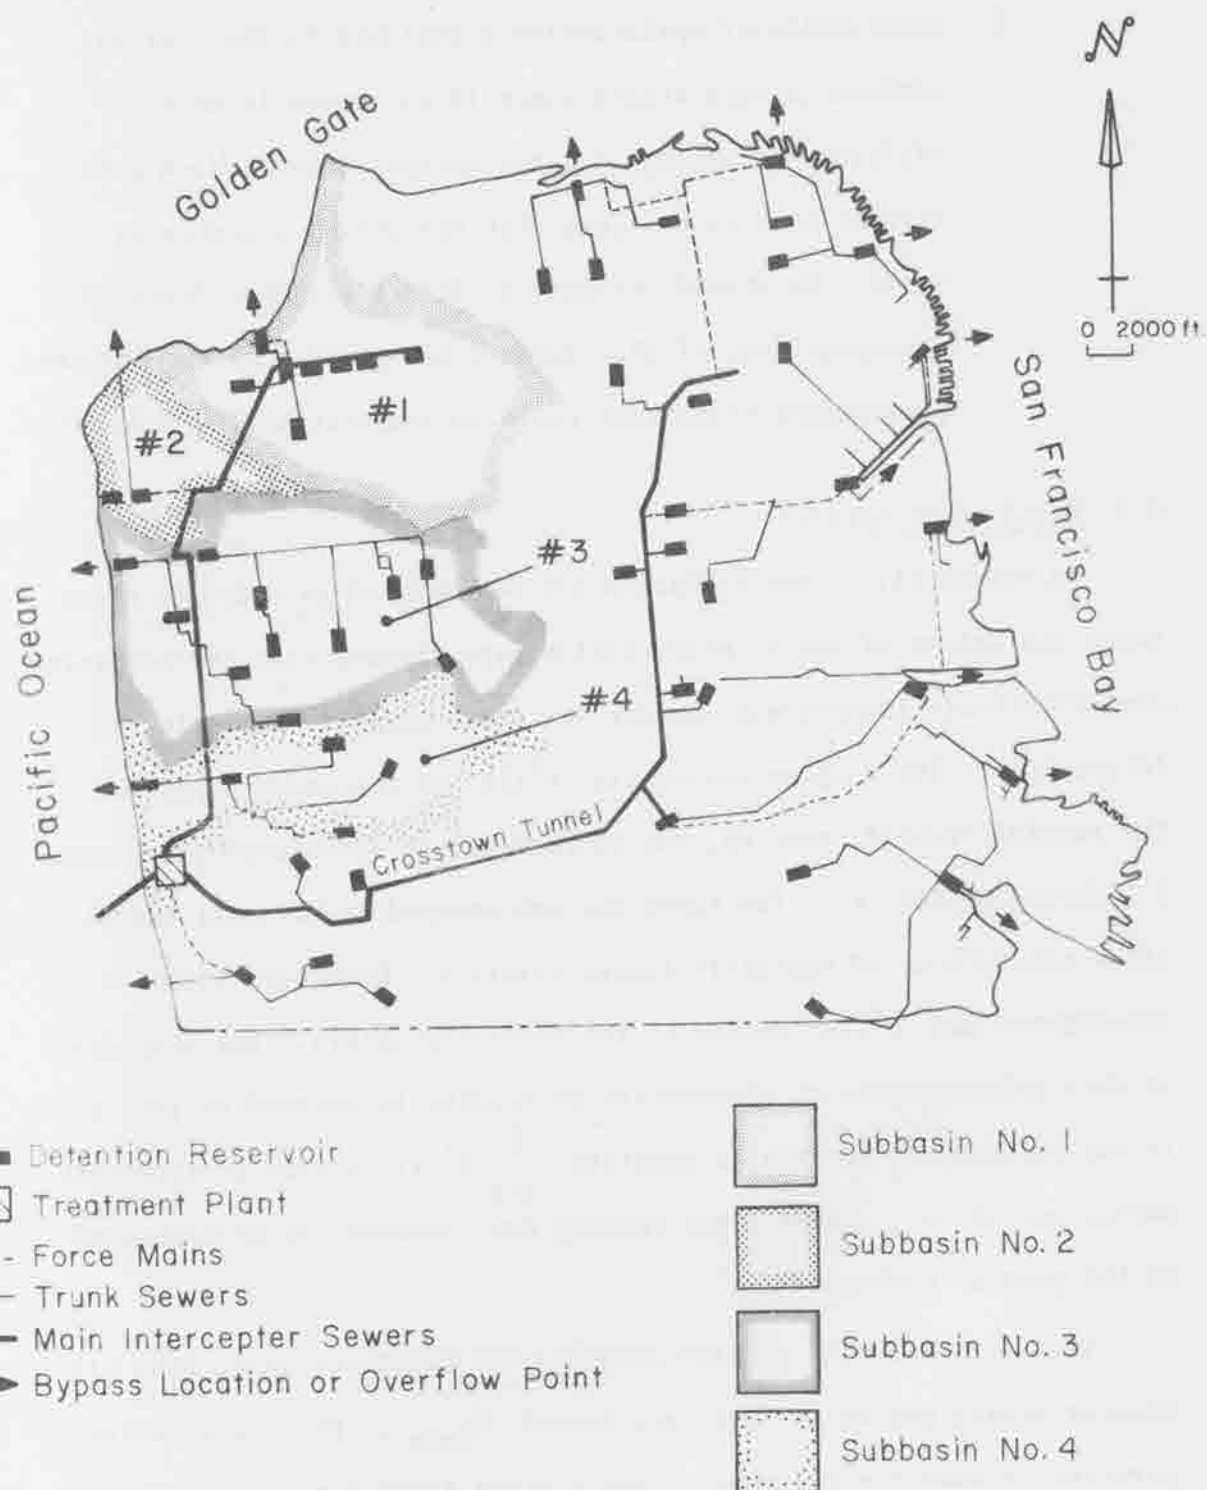 N
Golden Gate
0 2000 ft.
San Francisco Bay
#1
#2
#3
Pacific Ocean
#4
Crosstown Tunnel
Detention Reservoir
Treatment Plant
Force Mains
Trunk Sewers
Main Intercepter Sewers
Bypass Location or Overflow Point
Subbasin No. 1
Subbasin No. 2
Subbasin No. 3
Subbasin No. 4